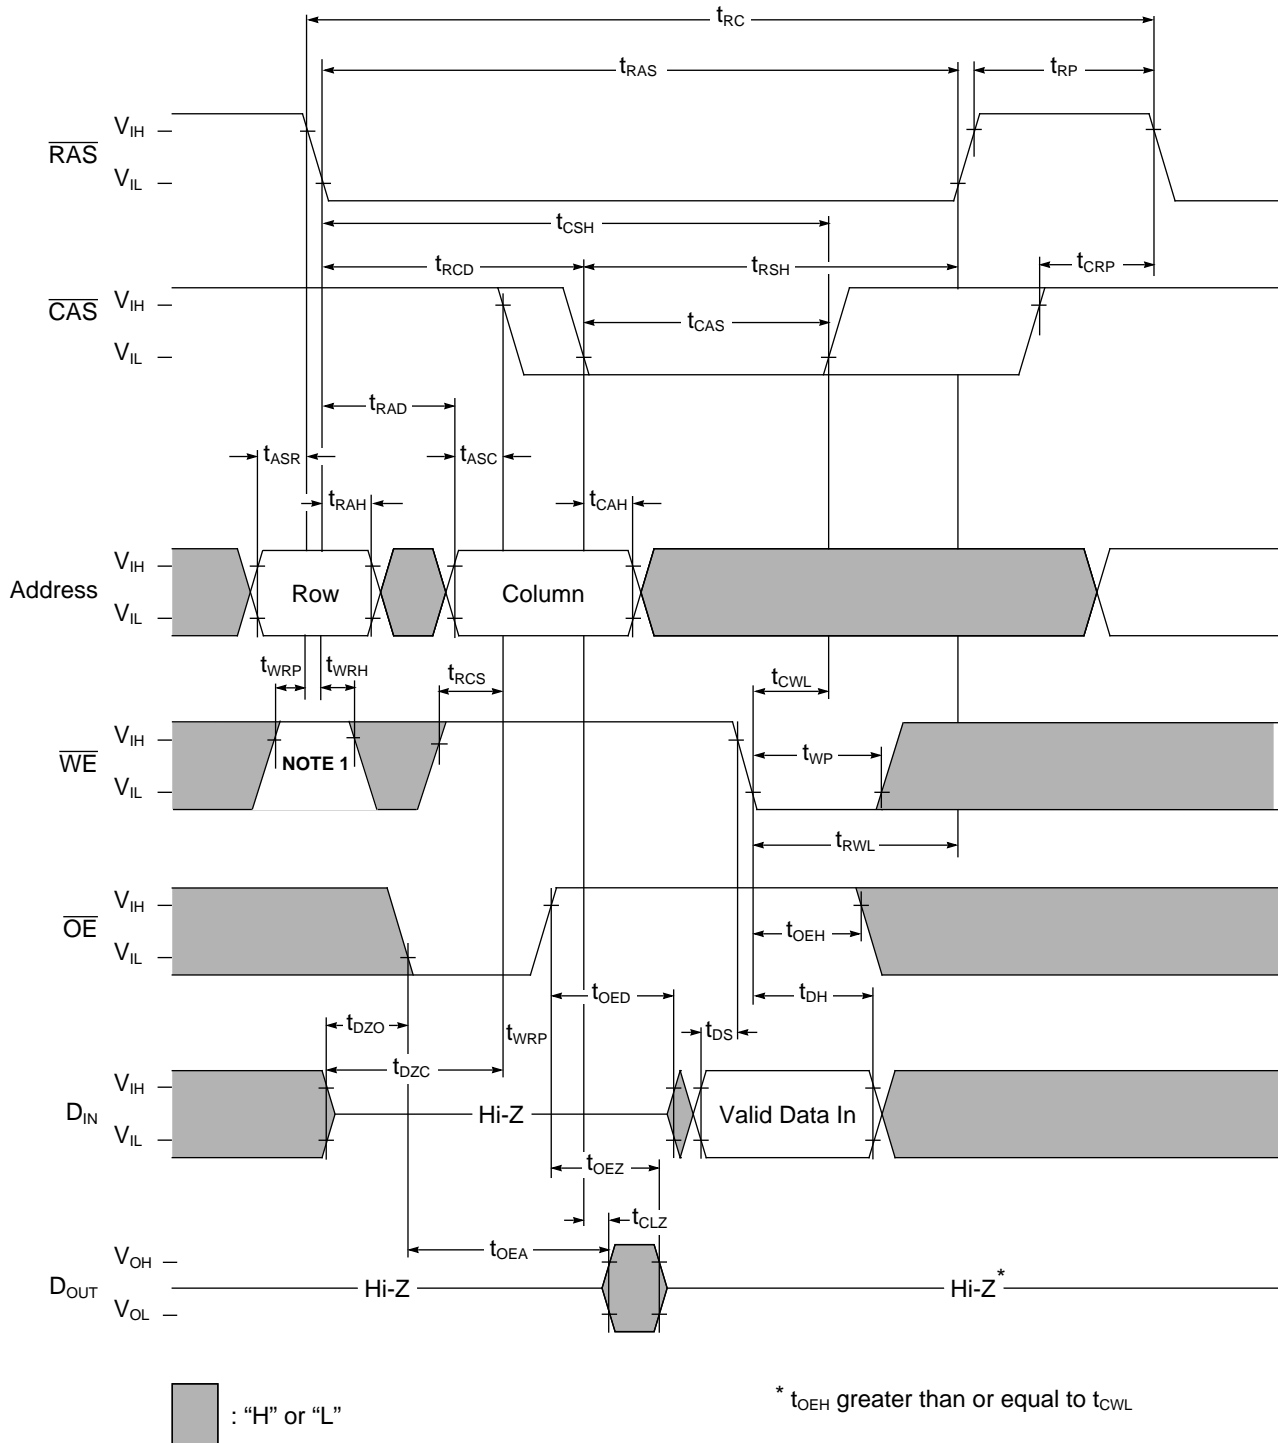 tRC
tRAS
tRP
RAS
VIH
VIL
tCSH
tRCD
tRSH
tCRP
CAS
VIH
VIL
tCAS
tRAD
tASR
tASC
tRAH
tCAH
Address
VIH
VIL
Row
Column
tWRP
tWRH
tRCS
tCWL
WE
VIH
VIL
NOTE 1
tWP
tRWL
OE
VIH
VIL
tOEH
tOED
tDH
tDZO
tWRP
tDS
tDZC
DIN
VIH
VIL
Hi-Z
Valid Data In
tOEZ
tCLZ
tOEA
DOUT
VOH
VOL
Hi-Z
Hi-Z*
: “H” or “L”
* tOEH greater than or equal to tCWL